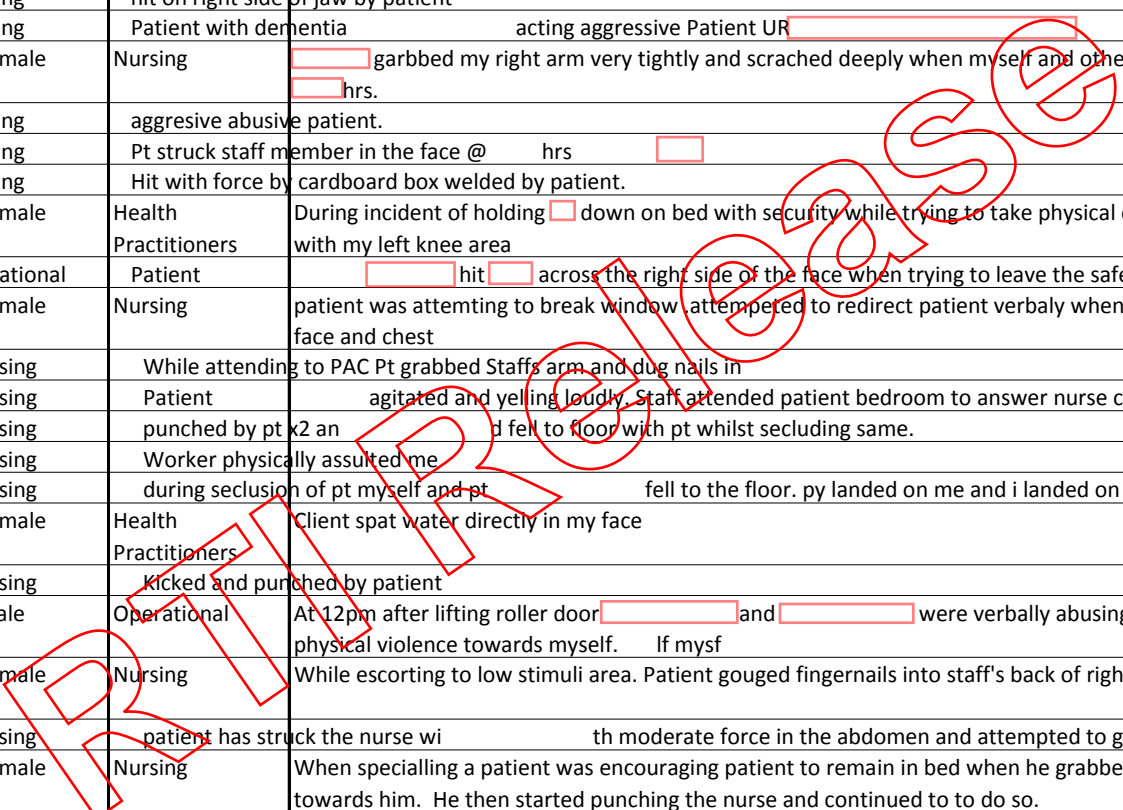 ng hit on right side of jaw by patient
ng Patient with dementia acting aggressive Patient UR
male Nursing garbbed my right arm very tightly and scrached deeply when myself and othe
hrs.
ng aggresive abusive patient.
ng Pt struck staff member in the face @ hrs
ng Hit with force by cardboard box welded by patient.
male Health During incident of holding down on bed with security while trying to take physical
Practitioners with my left knee area
ational Patient hit across the right side of the face when trying to leave the safe
male Nursing patient was attemting to break window .attempeted to redirect patient verbaly when
face and chest
sing While attending to PAC Pt grabbed Staffs arm and dug nails in
sing Patient agitated and yelling loudly. Staff attended patient bedroom to answer nurse c
sing punched by pt x2 an d fell to floor with pt whilst secluding same.
sing Worker physically assulted me
sing during seclusion of pt myself and pt fell to the floor. py landed on me and i landed on
male Health Client spat water directly in my face
Practitioners
sing Kicked and punched by patient
ale Operational At 12pm after lifting roller door and were verbally abusing
physical violence towards myself. If mysf
male Nursing While escorting to low stimuli area. Patient gouged fingernails into staff's back of righ
sing patient has struck the nurse wi th moderate force in the abdomen and attempted to g
male Nursing When specialling a patient was encouraging patient to remain in bed when he grabbe
towards him. He then started punching the nurse and continued to to do so.
RTI Release